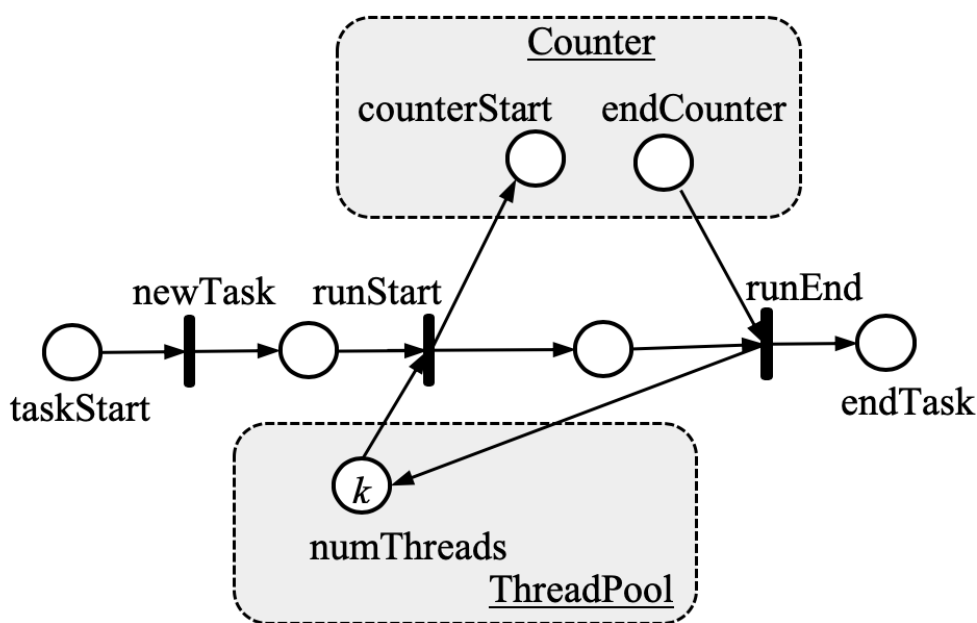 Counter
counterStart endCounter
newTask runStart runEnd
taskStart endTask
k
numThreads
ThreadPool